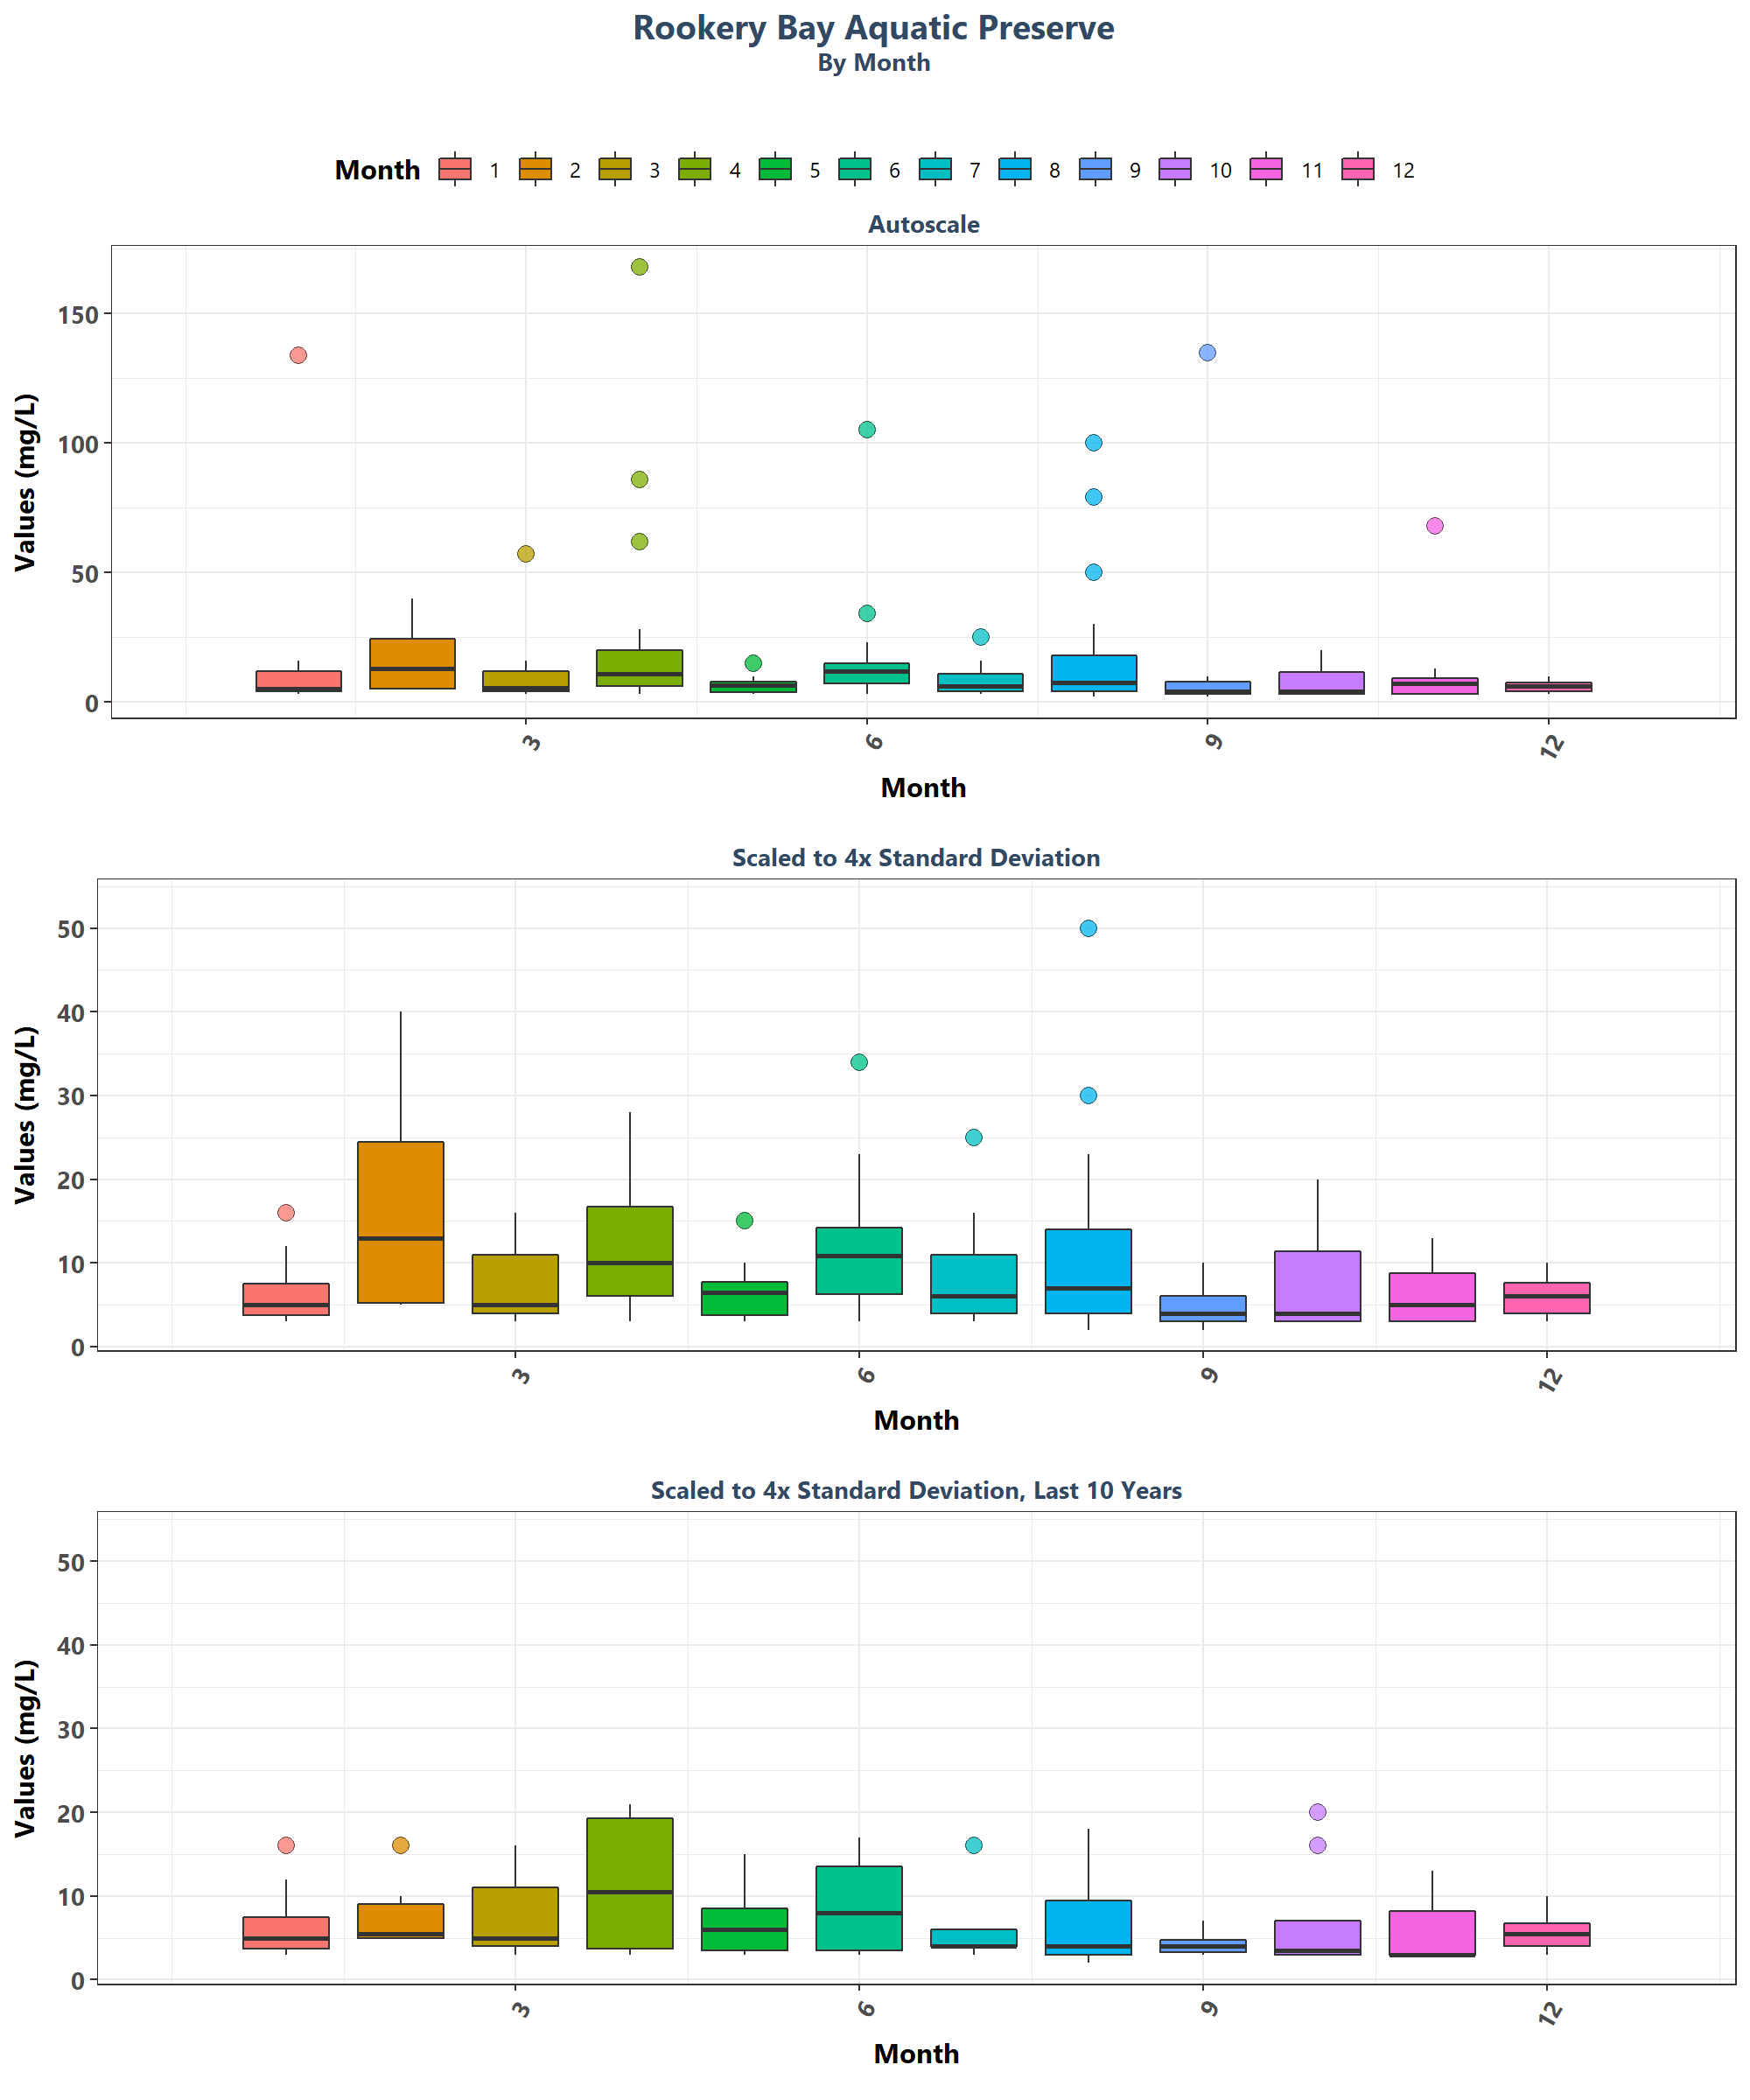 Rookery Bay Aquatic Preserve
By Month
Month 1 2 3 4 5 6 7 8 9 10 11 12
Autoscale
Values (mg/L)
150
100
50
0
3 6 9 12
Month
Scaled to 4x Standard Deviation
Values (mg/L)
50
40
30
20
10
0
3 6 9 12
Month
Scaled to 4x Standard Deviation, Last 10 Years
Values (mg/L)
50
40
30
20
10
0
3 6 9 12
Month